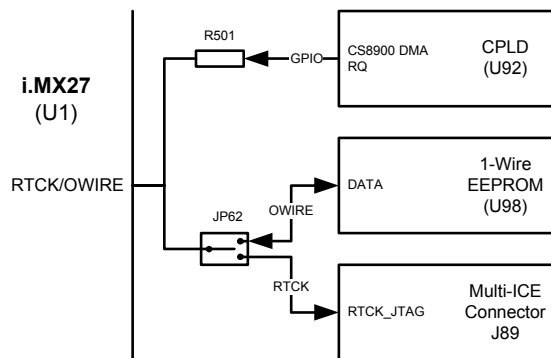 i.MX27
(U1)
RTCK/OWIRE
R501
GPIO
CS8900 DMA
RQ
CPLD
(U92)
JP62
OWIRE
DATA
1-Wire
EEPROM
(U98)
RTCK
RTCK_JTAG
Multi-ICE
Connector
J89